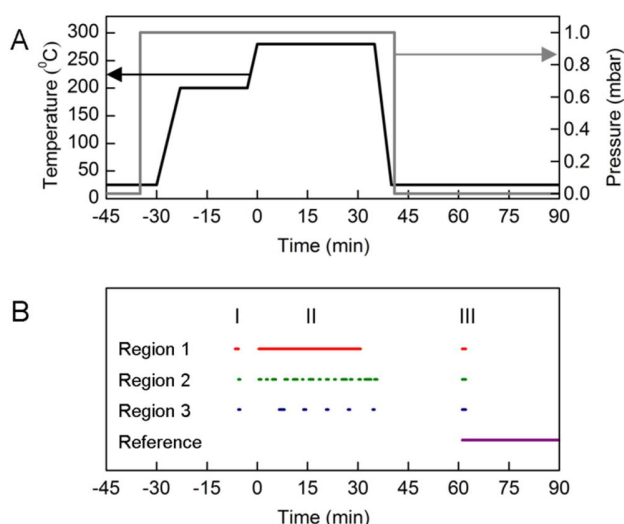 A
Temperature (⁰C)
300
250
200
150
100
50
0
1.0
0.8
0.6
0.4
0.2
0.0
Pressure (mbar)
-45 -30 -15 0 15 30 45 60 75 90
Time (min)
B
I II III
Region 1
Region 2
Region 3
Reference
-45 -30 -15 0 15 30 45 60 75 90
Time (min)